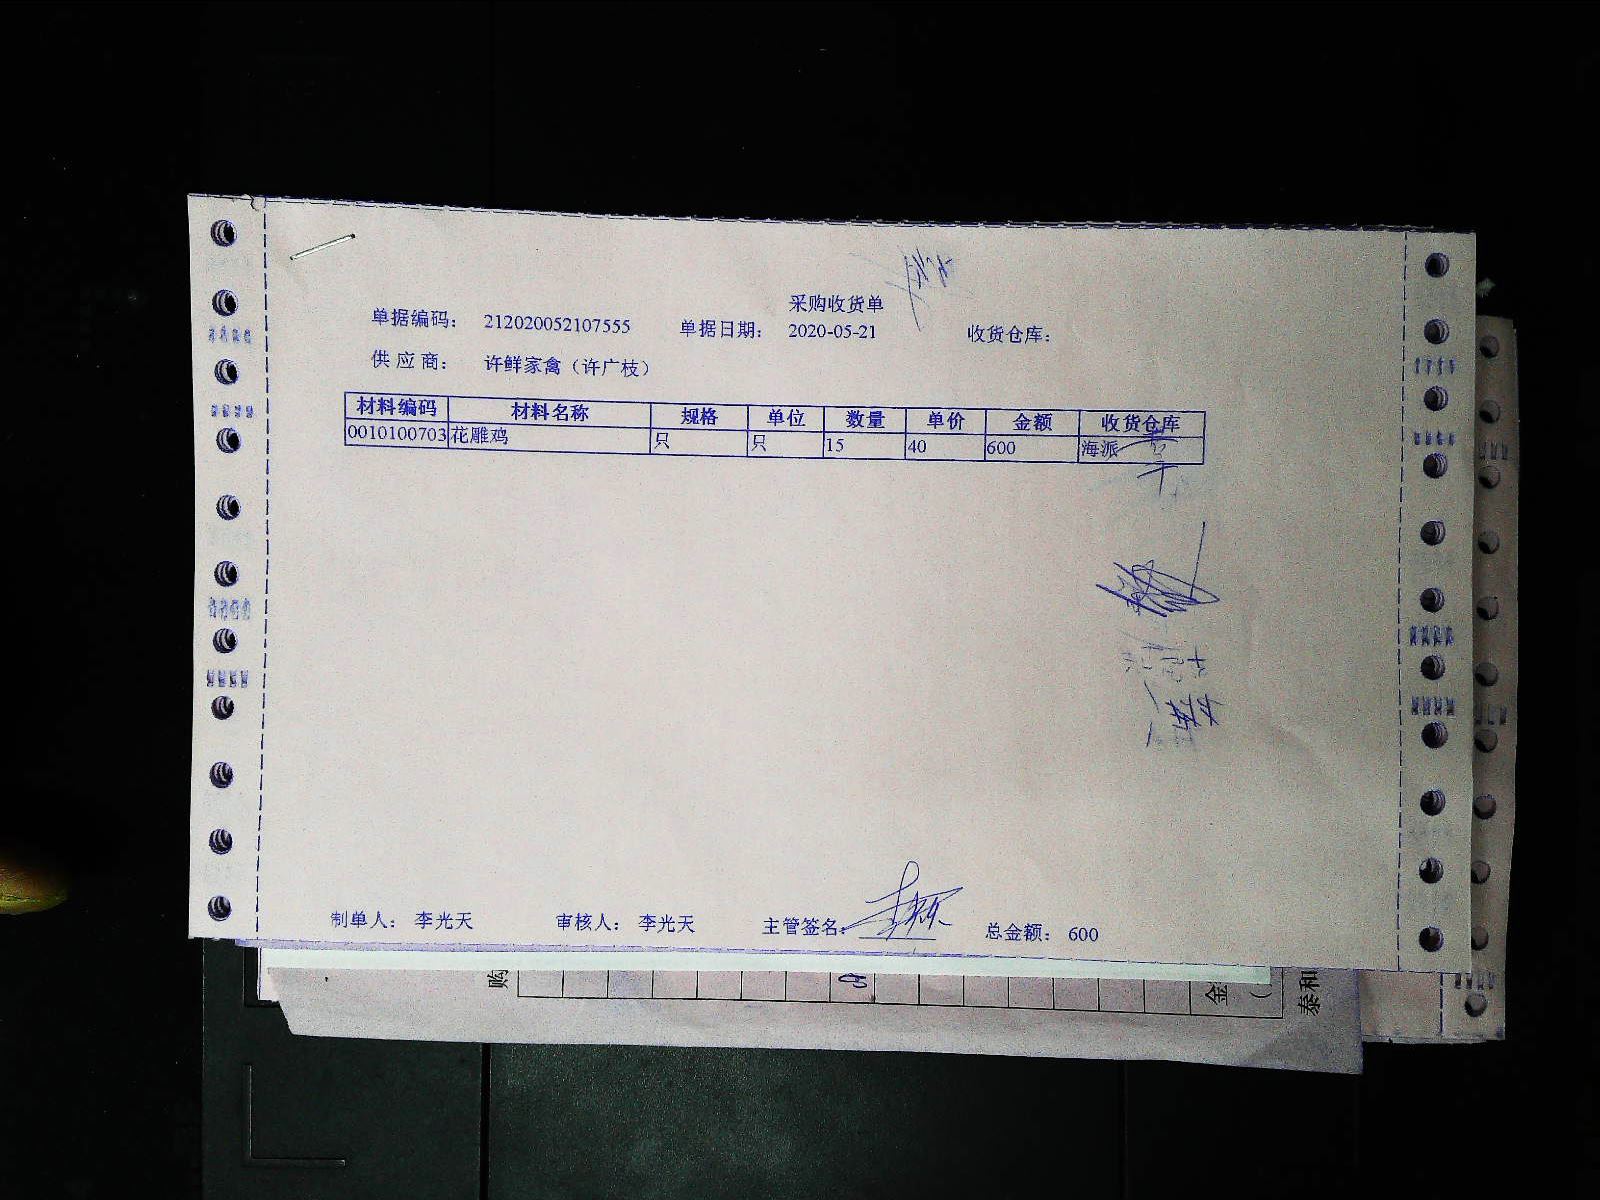 采购收货单
单据编码： 212020052107555 单据日期： 2020-05-21 收货仓库：
供应商： 许鲜家禽（许广枝）
材料编码 材料名称 规格 单位 数量 单价 金额 收货仓库
0010100703 花雕鸡 只 只 15 40 600 海派
制单人： 李光天 审核人： 李光天 主管签名： 总金额： 600
购
金
泰和